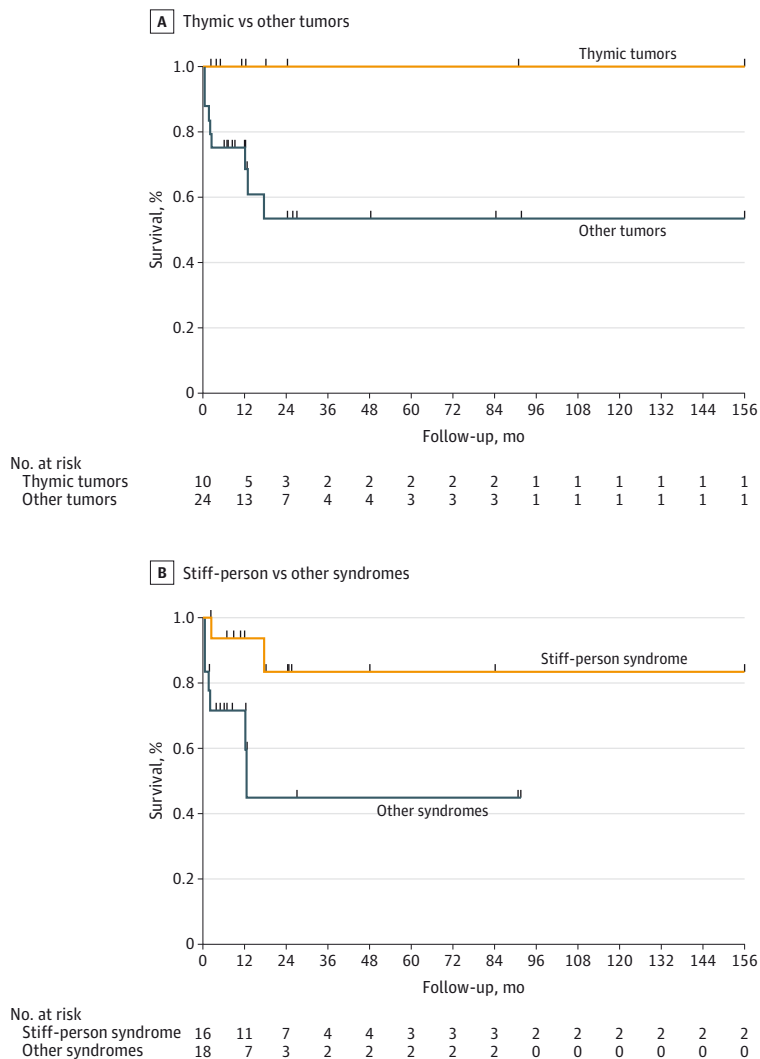 A Thymic vs other tumors
Thymic tumors
1.0
0.8
0.6
0.4
0.2
0
Survival, %
Other tumors
0 12 24 36 48 60 72 84 96 108 120 132 144 156
Follow-up, mo
No. at risk
Thymic tumors 10 5 3 2 2 2 2 2 1 1 1 1 1 1
Other tumors 24 13 7 4 4 3 3 3 1 1 1 1 1 1
B Stiff-person vs other syndromes
1.0
0.8
0.6
0.4
0.2
0
Survival, %
Stiff-person syndrome
Other syndromes
0 12 24 36 48 60 72 84 96 108 120 132 144 156
Follow-up, mo
No. at risk
Stiff-person syndrome 16 11 7 4 4 3 3 3 2 2 2 2 2 2
Other syndromes 18 7 3 2 2 2 2 2 0 0 0 0 0 0